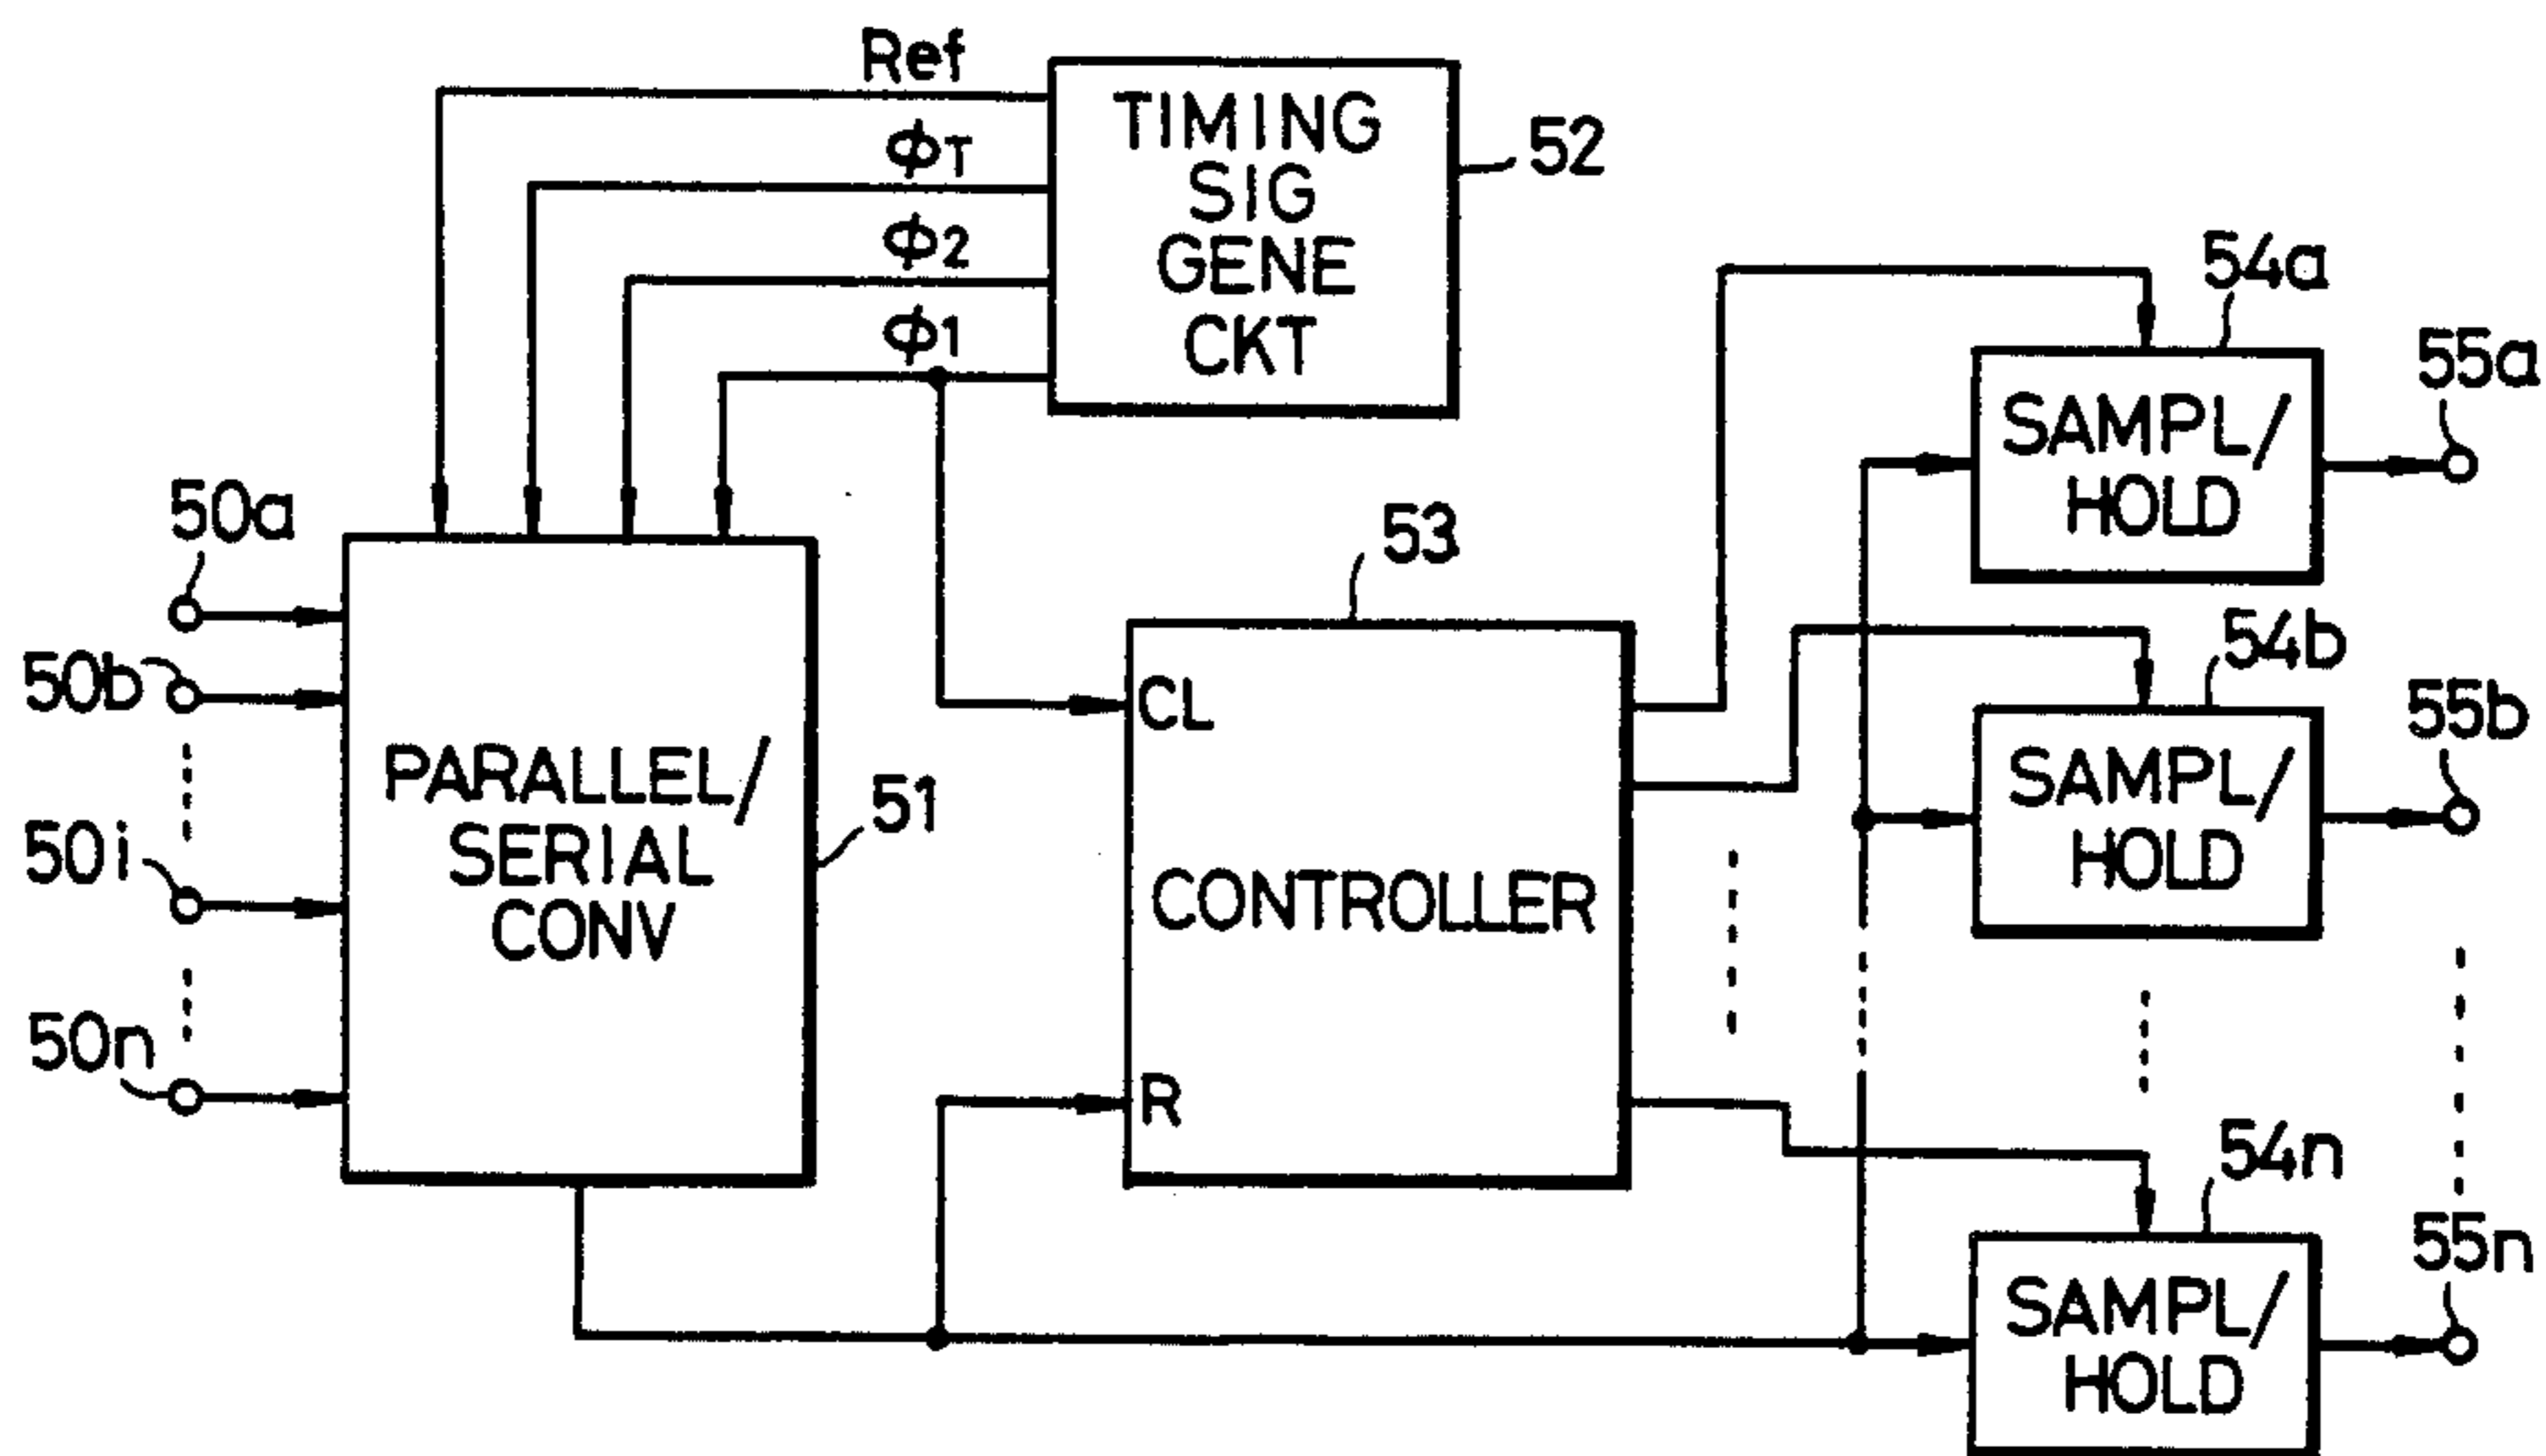 Ref
ΦT
Φ2
Φ1
TIMING
SIG
GENE
CKT
52
54a
55a
SAMPL/
HOLD
50a
53
50b
54b
55b
CL
SAMPL/
HOLD
PARALLEL/
SERIAL
CONV
51
50i
CONTROLLER
50n
R
54n
55n
SAMPL/
HOLD